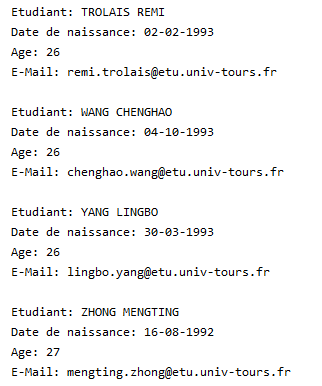 Etudiant: TROLAIS REMI
Date de naissance: 02-02-1993
Age: 26
E-Mail: remi.trolais@etu.univ-tours.fr
Etudiant: WANG CHENGHAO
Date de naissance: 04-10-1993
Age: 26
E-Mail: chenghao.wang@etu.univ-tours.fr
Etudiant: YANG LINGBO
Date de naissance: 30-03-1993
Age: 26
E-Mail: lingbo.yang@etu.univ-tours.fr
Etudiant: ZHONG MENGTING
Date de naissance: 16-08-1992
Age: 27
E-Mail: mengting.zhong@etu.univ-tours.fr